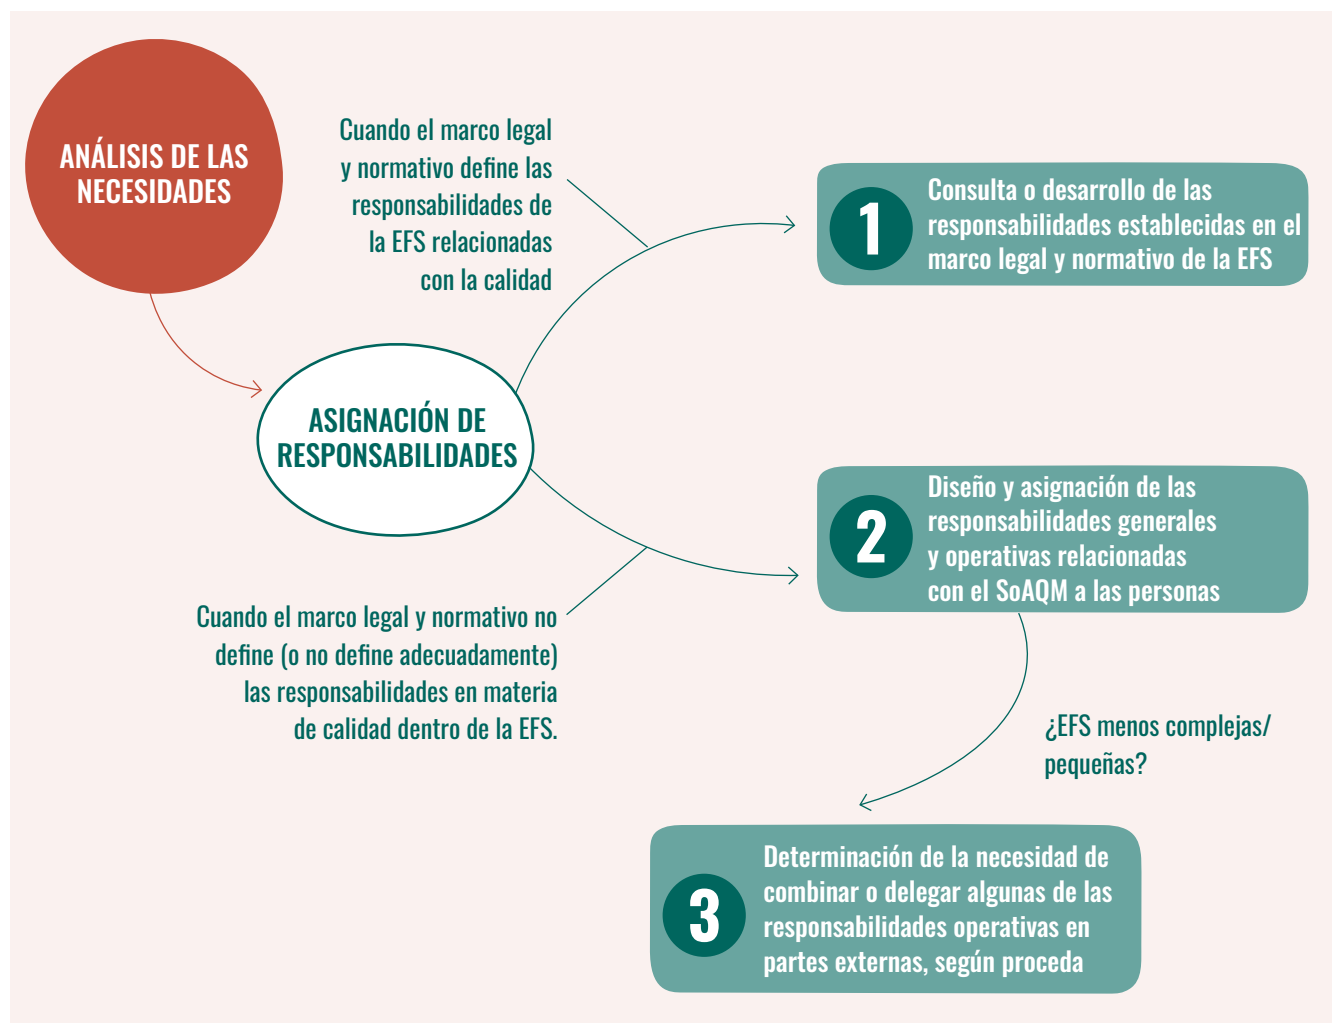 ANÁLISIS DE LAS
NECESIDADES
Cuando el marco legal
y normativo define las
responsabilidades de
la EFS relacionadas
con la calidad
1
Consulta o desarrollo de las
responsabilidades establecidas en el
marco legal y normativo de la EFS
ASIGNACIÓN DE
RESPONSABILIDADES
2
Diseño y asignación de las
responsabilidades generales
y operativas relacionadas
con el SoAQM a las personas
Cuando el marco legal y normativo no
define (o no define adecuadamente)
las responsabilidades en materia
de calidad dentro de la EFS.
¿EFS menos complejas/
pequeñas?
3
Determinación de la necesidad de
combinar o delegar algunas de las
responsabilidades operativas en
partes externas, según proceda